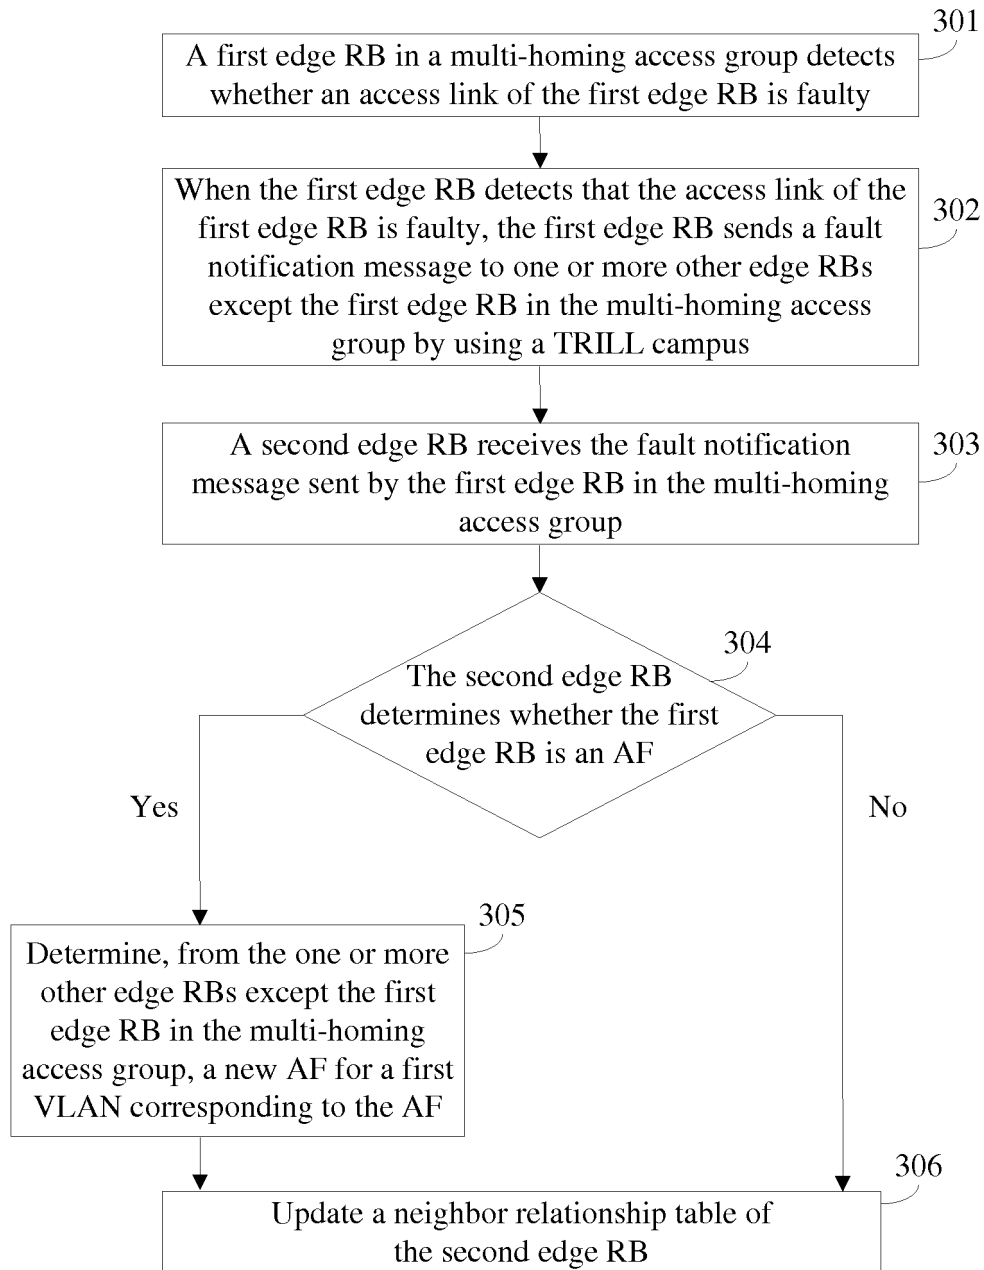 301
A first edge RB in a multi-homing access group detects
whether an access link of the first edge RB is faulty
When the first edge RB detects that the access link of the
first edge RB is faulty, the first edge RB sends a fault
notification message to one or more other edge RBs
except the first edge RB in the multi-homing access
group by using a TRILL campus
302
A second edge RB receives the fault notification
message sent by the first edge RB in the multi-homing
access group
303
304
The second edge RB
determines whether the first
edge RB is an AF
Yes
No
305
Determine, from the one or more
other edge RBs except the first
edge RB in the multi-homing
access group, a new AF for a first
VLAN corresponding to the AF
306
Update a neighbor relationship table of
the second edge RB